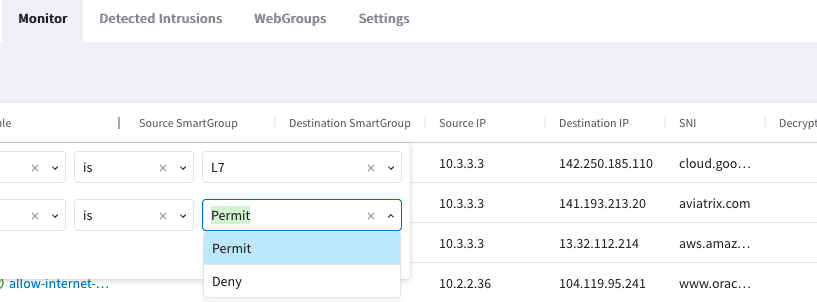 Monitor Detected Intrusions WebGroups Settings
ule Source SmartGroup Destination SmartGroup Source IP Destination IP SNI Decrypt
is L7 10.3.3.3 142.250.185.110 cloud.goo…
is Permit 10.3.3.3 141.193.213.20 aviatrix.com
Permit 10.3.3.3 13.32.112.214 aws.amaz…
Deny
allow-internet-… 10.2.2.36 104.119.95.241 www.orac…